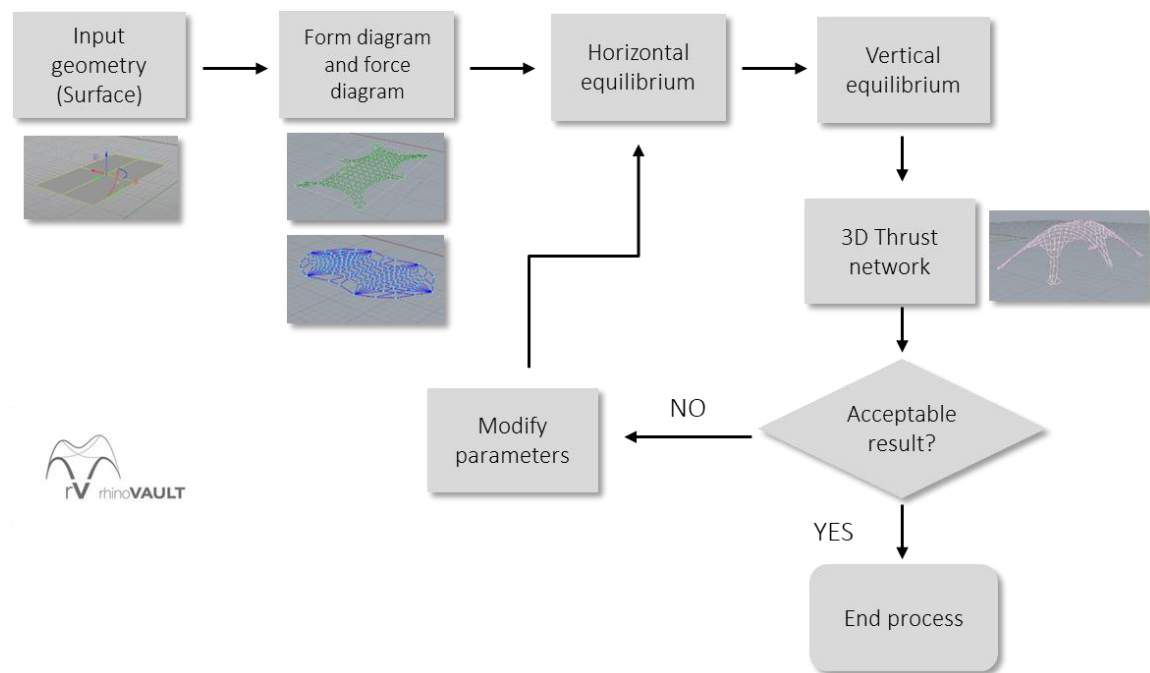 Input
geometry
(Surface)
Form diagram
and force
diagram
Horizontal
equilibrium
Vertical
equilibrium
3D Thrust
network
Acceptable
result?
NO
Modify
parameters
YES
End process
rV rhinoVAULT